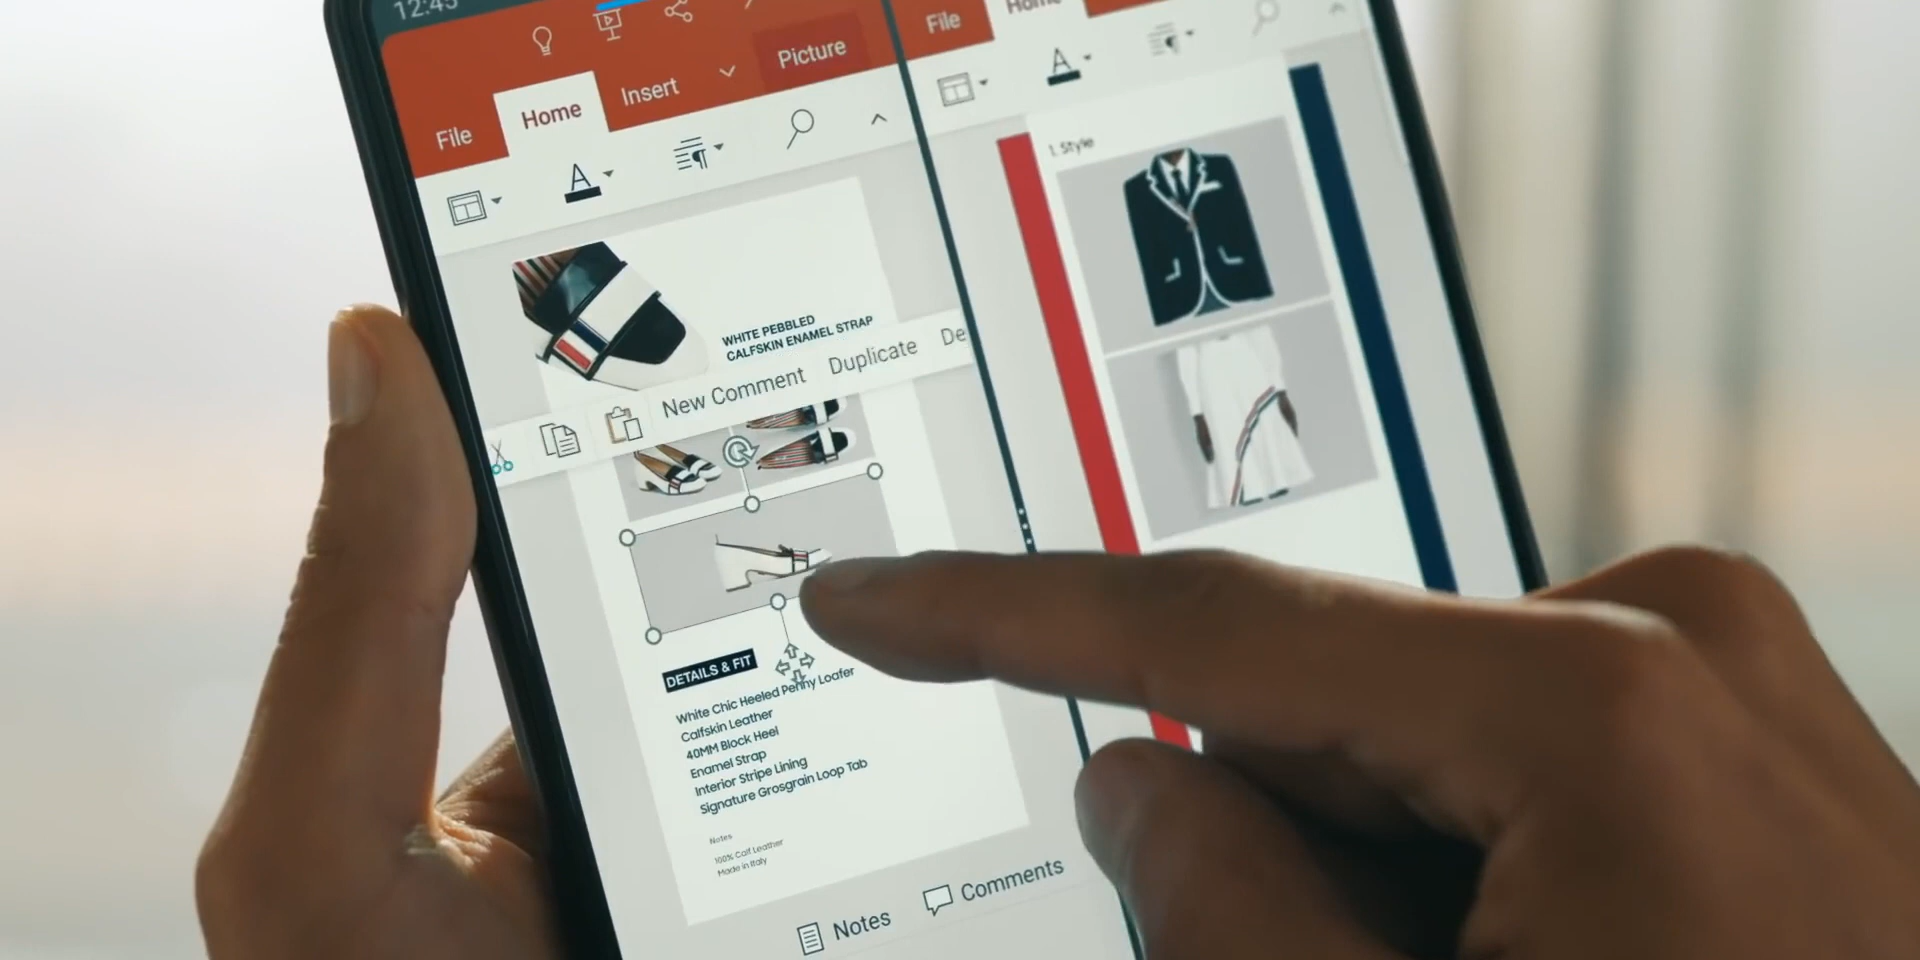 12:45
File
Home
Insert
Picture
File
Home
1. Style
WHITE PEBBLED
CALFSKIN ENAMEL STRAP
New Comment
Duplicate
De
DETAILS & FIT
White Chic Heeled Penny Loafer
Calfskin Leather
40MM Block Heel
Enamel Strap
Interior Stripe Lining
Signature Grosgrain Loop Tab
Notes
100% Calf Leather
Made in Italy
Notes
Comments